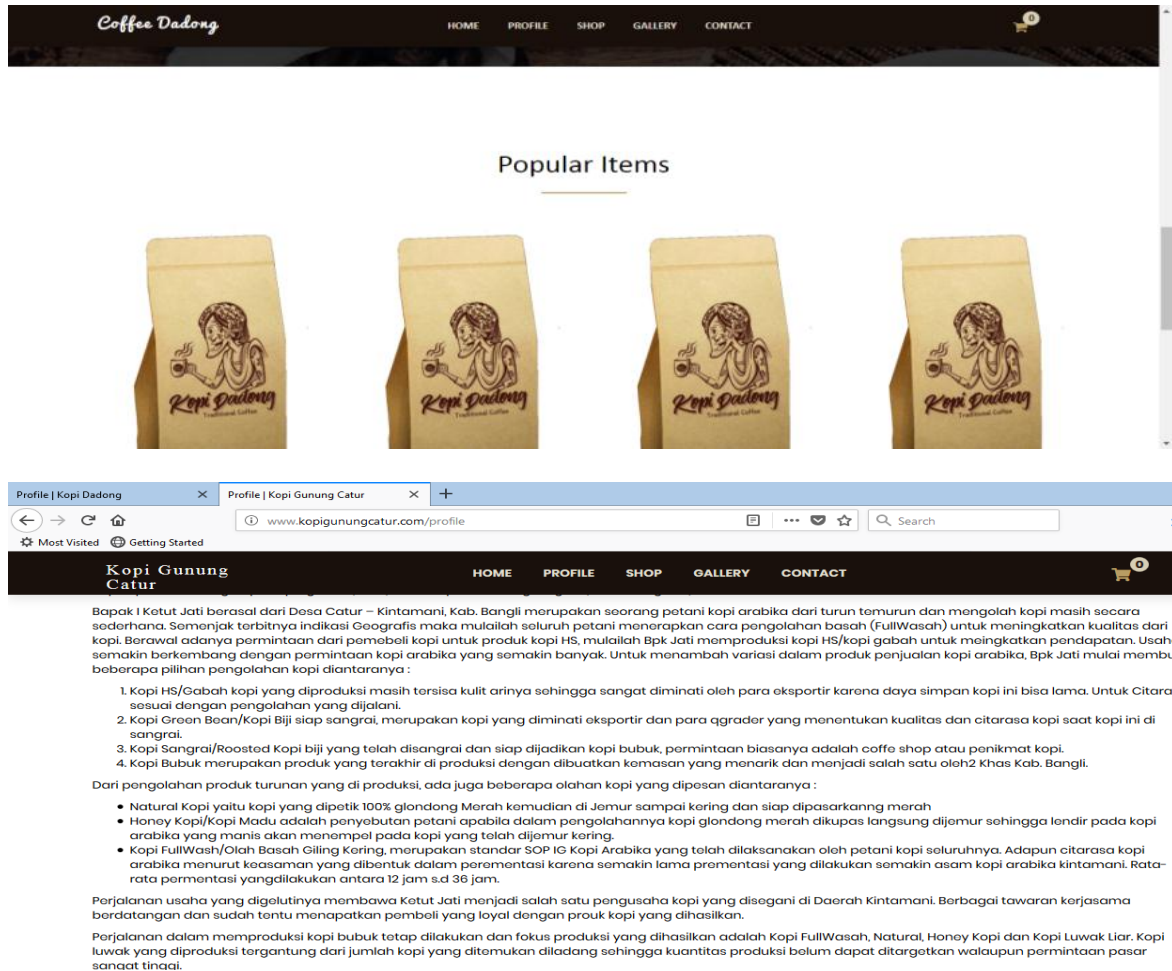 Coffee Dadong
HOME PROFILE SHOP GALLERY CONTACT
0
Popular Items
Kopi Dadong Kopi Dadong Kopi Dadong Kopi Dadong
Traditional Coffee Traditional Coffee Traditional Coffee Traditional Coffee
Profile | Kopi Dadong Profile | Kopi Gunung Catur
www.kopigunungcatur.com/profile Search
Most Visited Getting Started
Kopi Gunung
Catur
HOME PROFILE SHOP GALLERY CONTACT
0
Bapak I Ketut Jati berasal dari Desa Catur – Kintamani, Kab. Bangli merupakan seorang petani kopi arabika dari turun temurun dan mengolah kopi masih secara
sederhana. Semenjak terbitnya indikasi Geografis maka mulailah seluruh petani menerapkan cara pengolahan basah (FullWasah) untuk meningkatkan kualitas dari
kopi. Berawal adanya permintaan dari pemebeli kopi untuk produk kopi HS, mulailah Bpk Jati memproduksi kopi HS/kopi gabah untuk meingkatkan pendapatan. Usah
semakin berkembang dengan permintaan kopi arabika yang semakin banyak. Untuk menambah variasi dalam produk penjualan kopi arabika, Bpk Jati mulai membu
beberapa pilihan pengolahan kopi diantaranya :
1. Kopi HS/Gabah kopi yang diproduksi masih tersisa kulit arinya sehingga sangat diminati oleh para eksportir karena daya simpan kopi ini bisa lama. Untuk Citara
sesuai dengan pengolahan yang dijalani.
2. Kopi Green Bean/Kopi Biji siap sangrai, merupakan kopi yang diminati eksportir dan para qgrader yang menentukan kualitas dan citarasa kopi saat kopi ini di
sangrai.
3. Kopi Sangrai/Roosted Kopi biji yang telah disangrai dan siap dijadikan kopi bubuk, permintaan biasanya adalah coffe shop atau penikmat kopi.
4. Kopi Bubuk merupakan produk yang terakhir di produksi dengan dibuatkan kemasan yang menarik dan menjadi salah satu oleh2 Khas Kab. Bangli.
Dari pengolahan produk turunan yang di produksi, ada juga beberapa olahan kopi yang dipesan diantaranya :
• Natural Kopi yaitu kopi yang dipetik 100% glondong Merah kemudian di Jemur sampai kering dan siap dipasarkanng merah
• Honey Kopi/Kopi Madu adalah penyebutan petani apabila dalam pengolahannya kopi glondong merah dikupas langsung dijemur sehingga lendir pada kopi
arabika yang manis akan menempel pada kopi yang telah dijemur kering.
• Kopi FullWash/Olah Basah Giling Kering, merupakan standar SOP IG Kopi Arabika yang telah dilaksanakan oleh petani kopi seluruhnya. Adapun citarasa kopi
arabika menurut keasaman yang dibentuk dalam perementasi karena semakin lama prementasi yang dilakukan semakin asam kopi arabika kintamani. Rata-
rata permentasi yangdilakukan antara 12 jam s.d 36 jam.
Perjalanan usaha yang digelutinya membawa Ketut Jati menjadi salah satu pengusaha kopi yang disegani di Daerah Kintamani. Berbagai tawaran kerjasama
berdatangan dan sudah tentu menapatkan pembeli yang loyal dengan prouk kopi yang dihasilkan.
Perjalanan dalam memproduksi kopi bubuk tetap dilakukan dan fokus produksi yang dihasilkan adalah Kopi FullWasah, Natural, Honey Kopi dan Kopi Luwak Liar. Kopi
luwak yang diproduksi tergantung dari jumlah kopi yang ditemukan diladang sehingga kuantitas produksi belum dapat ditargetkan walaupun permintaan pasar
sangat tinggi.